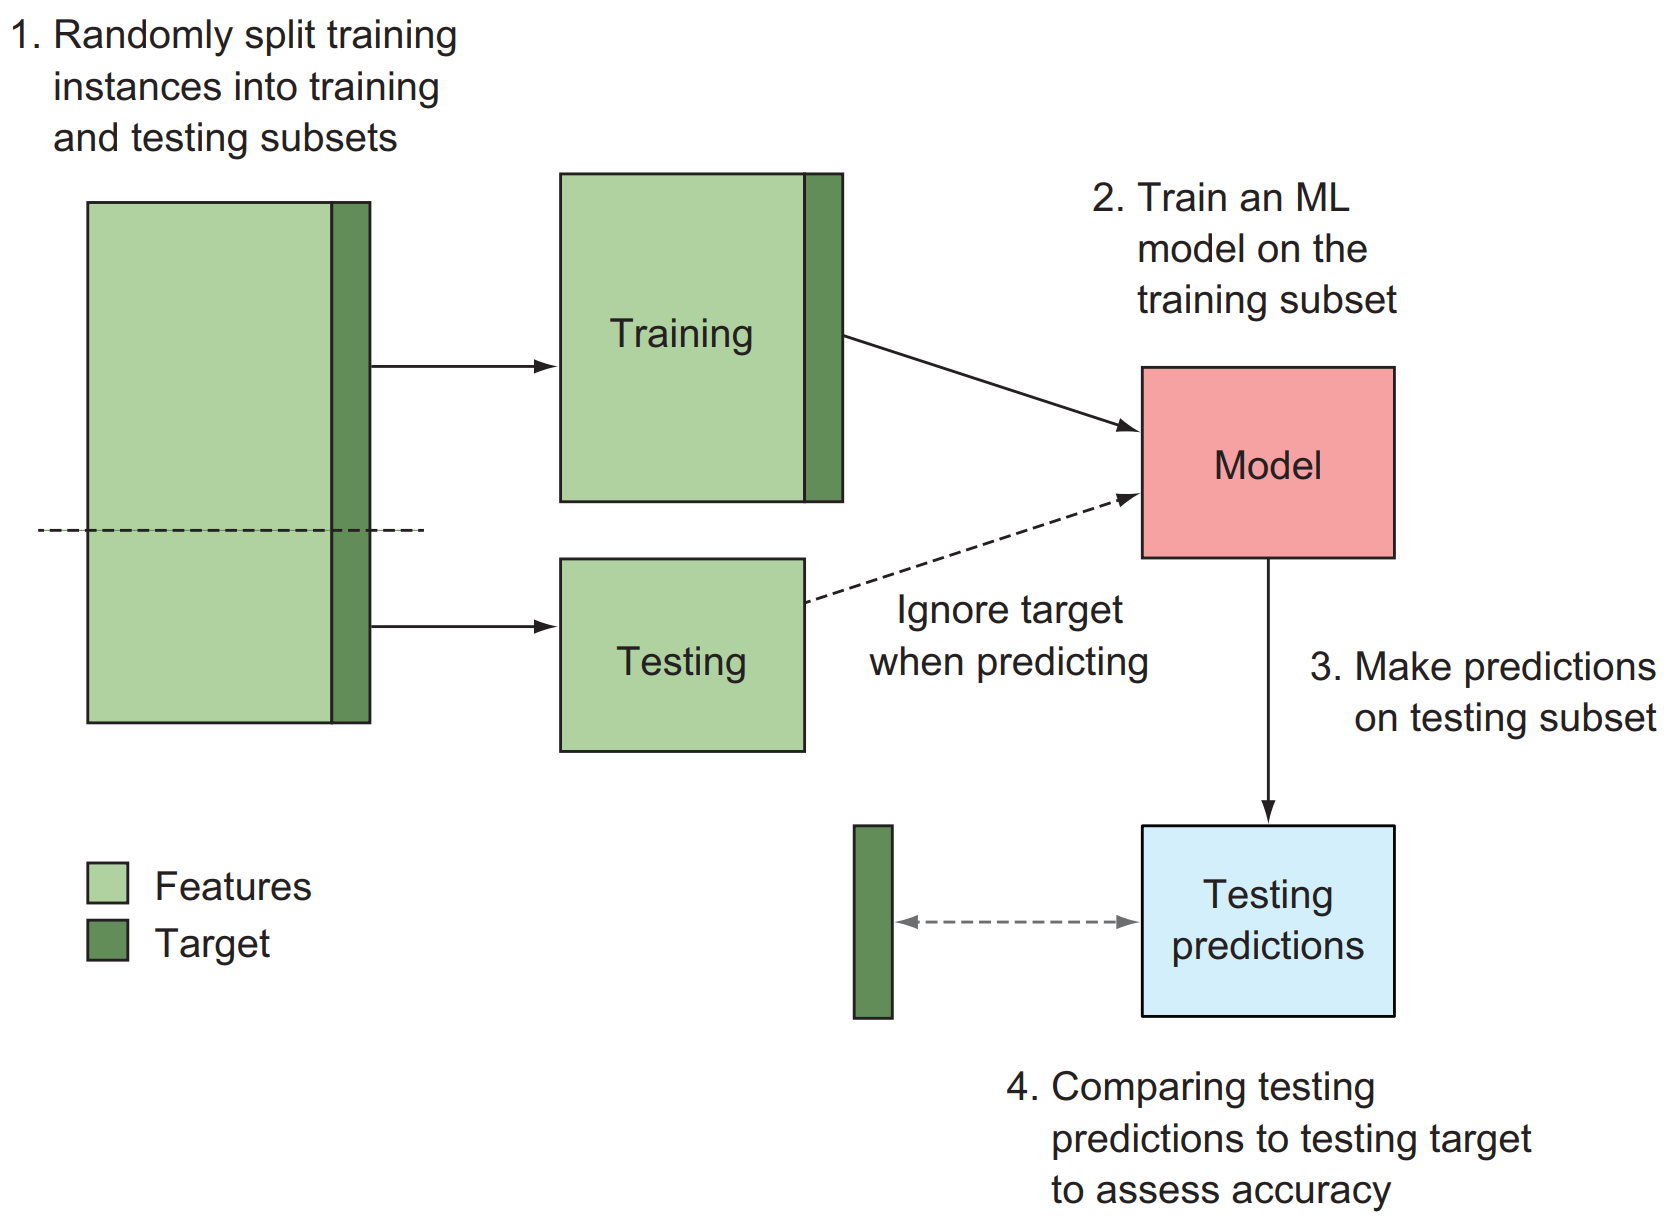 1. Randomly split training
instances into training
and testing subsets
Training
2. Train an ML
model on the
training subset
Model
Testing
Ignore target
when predicting
3. Make predictions
on testing subset
Features
Target
Testing
predictions
4. Comparing testing
predictions to testing target
to assess accuracy